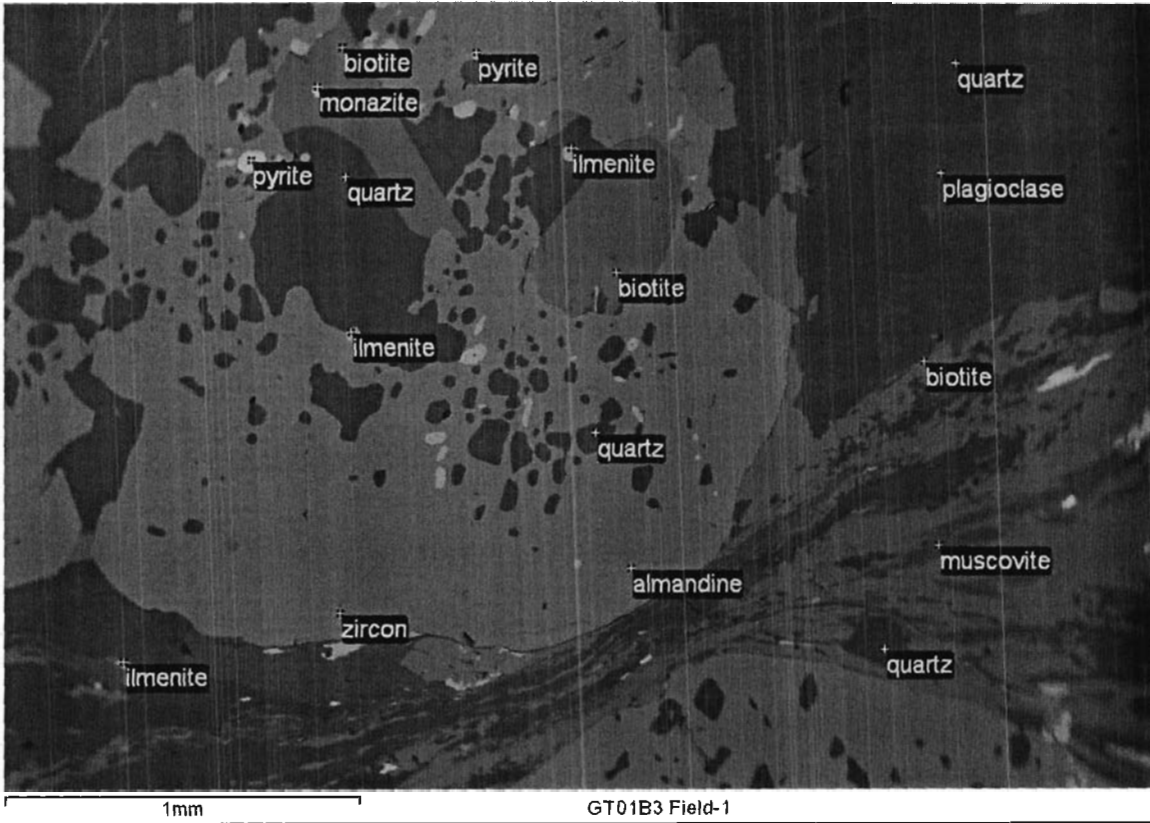 biotite
pyrite
quartz
monazite
ilmenite
pyrite
quartz
plagioclase
biotite
ilmenite
biotite
quartz
muscovite
almandine
zircon
quartz
ilmenite
1mm
GT01B3 Field-1